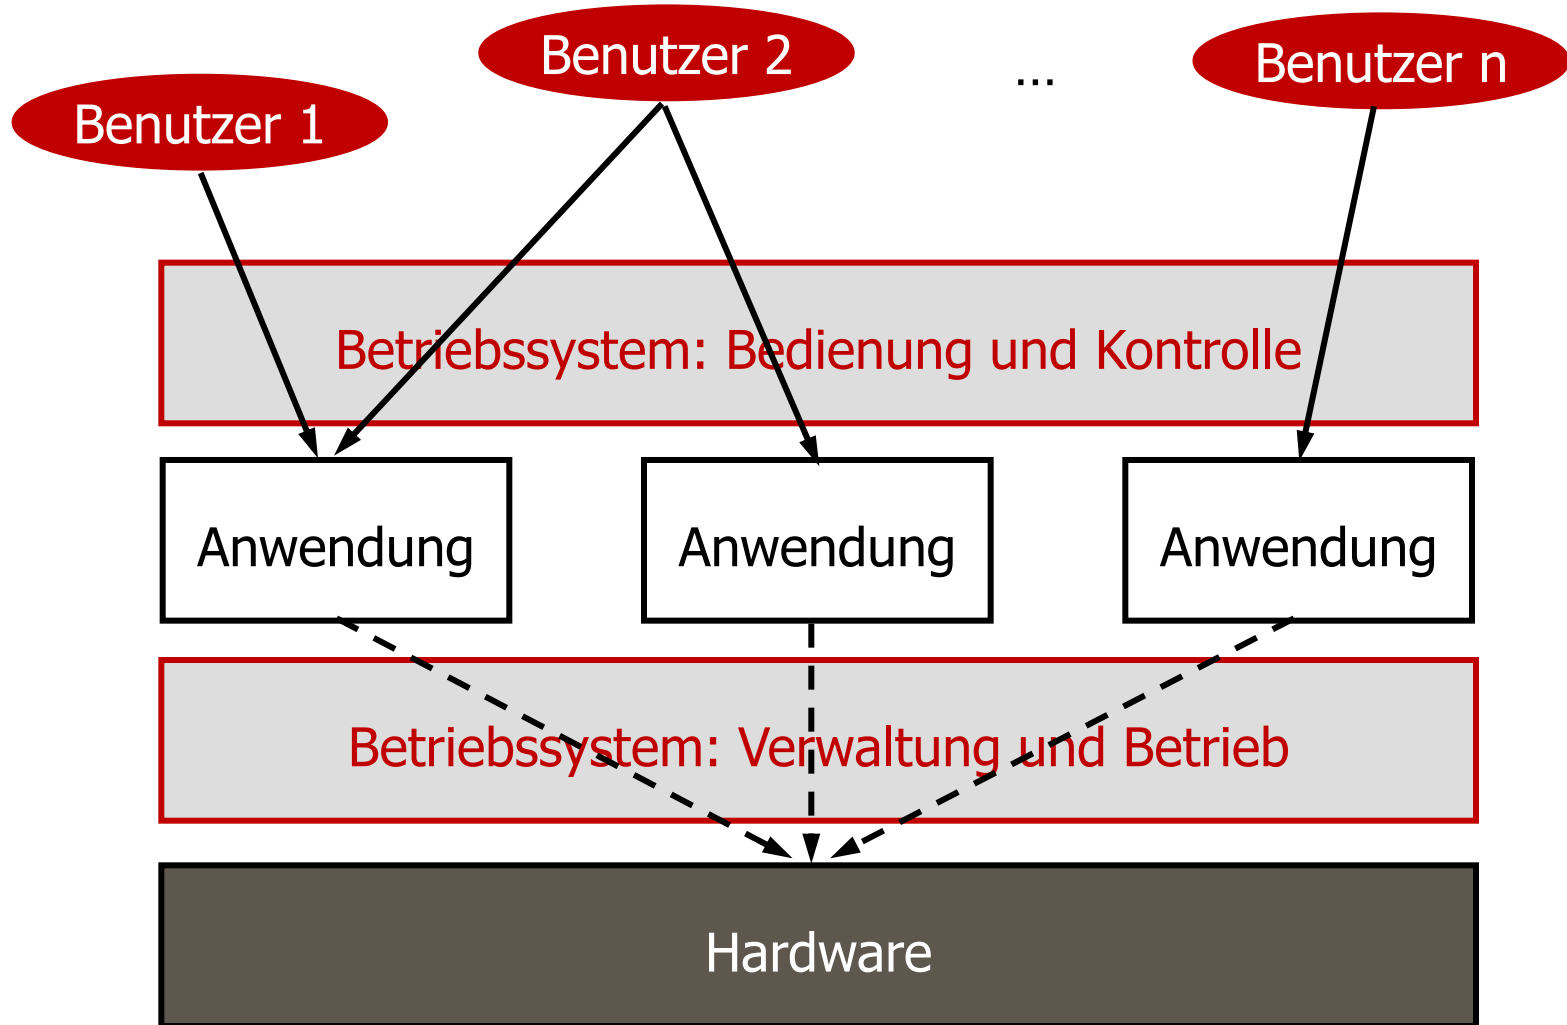 Benutzer 1
Benutzer 2
...
Benutzer n
Betriebssystem: Bedienung und Kontrolle
Anwendung
Anwendung
Anwendung
Betriebssystem: Verwaltung und Betrieb
Hardware